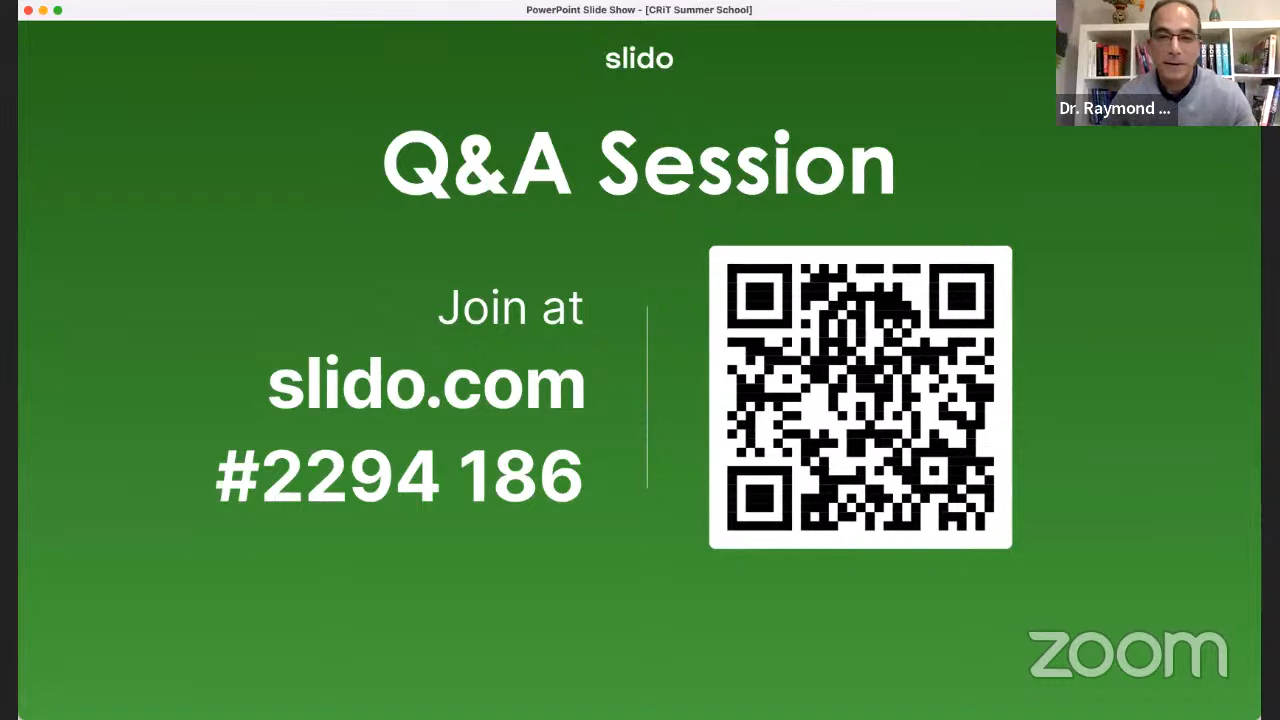 PowerPoint Slide Show - [CRiT Summer School]
slido
Dr. Raymond ...
Q&A Session
Join at
slido.com
#2294 186
zoom